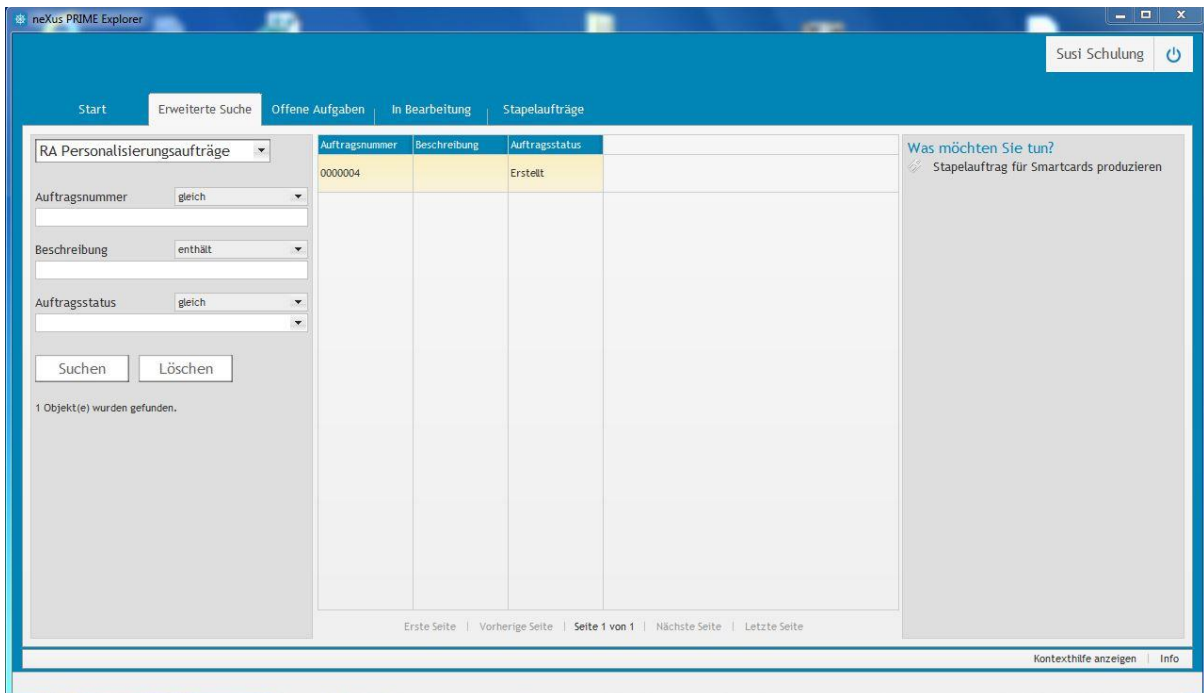 neXus PRIME Explorer
Susi Schulung
Start Erweiterte Suche Offene Aufgaben In Bearbeitung Stapelaufträge
RA Personalisierungsaufträge
Auftragsnummer gleich
Beschreibung enthält
Auftragsstatus gleich
Suchen Löschen
1 Objekt(e) wurden gefunden.
Auftragsnummer Beschreibung Auftragsstatus
0000004 Erstellt
Erste Seite | Vorherige Seite | Seite 1 von 1 | Nächste Seite | Letzte Seite
Was möchten Sie tun?
Stapelauftrag für Smartcards produzieren
Kontexthilfe anzeigen | Info